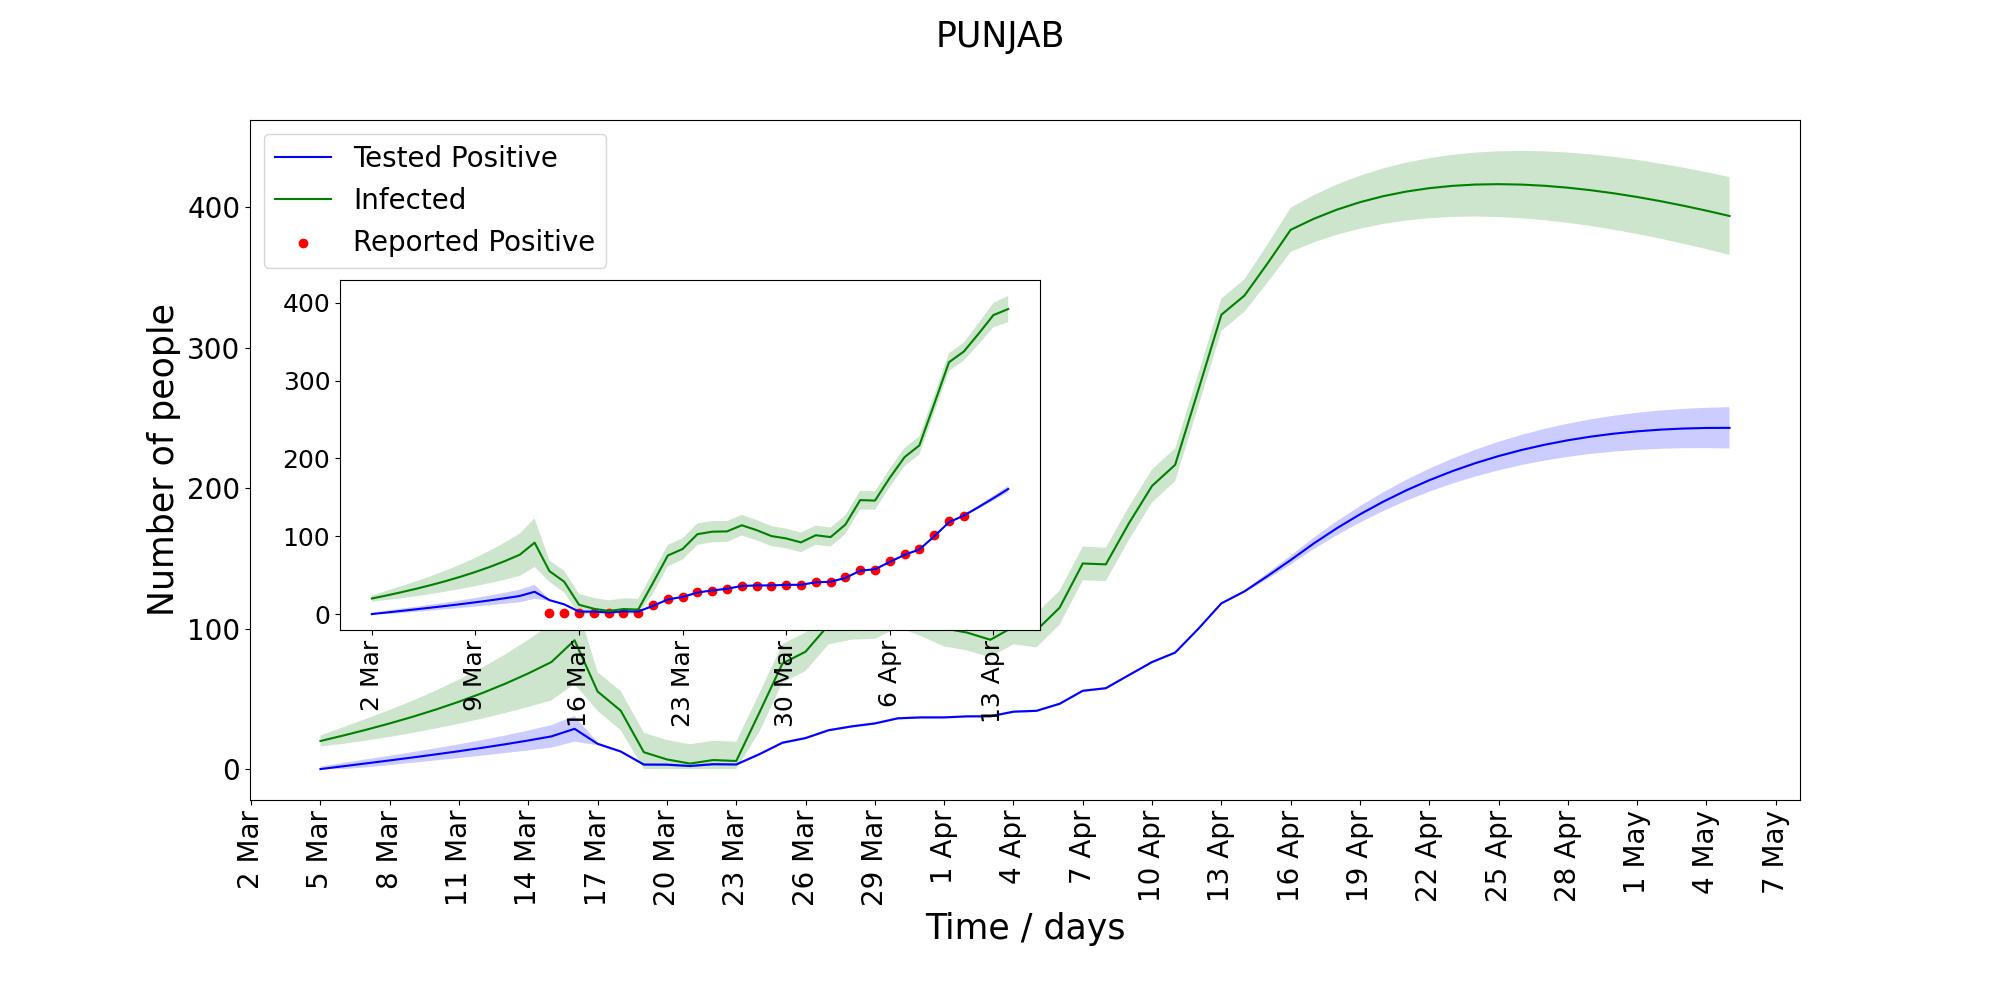 PUNJAB
Tested Positive
Infected
Reported Positive
Number of people
400
300
200
100
0
400
300
200
100
0
2 Mar
9 Mar
16 Mar
23 Mar
30 Mar
6 Apr
13 Apr
2 Mar
5 Mar
8 Mar
11 Mar
14 Mar
17 Mar
20 Mar
23 Mar
26 Mar
29 Mar
1 Apr
4 Apr
7 Apr
10 Apr
13 Apr
16 Apr
19 Apr
22 Apr
25 Apr
28 Apr
1 May
4 May
7 May
Time / days